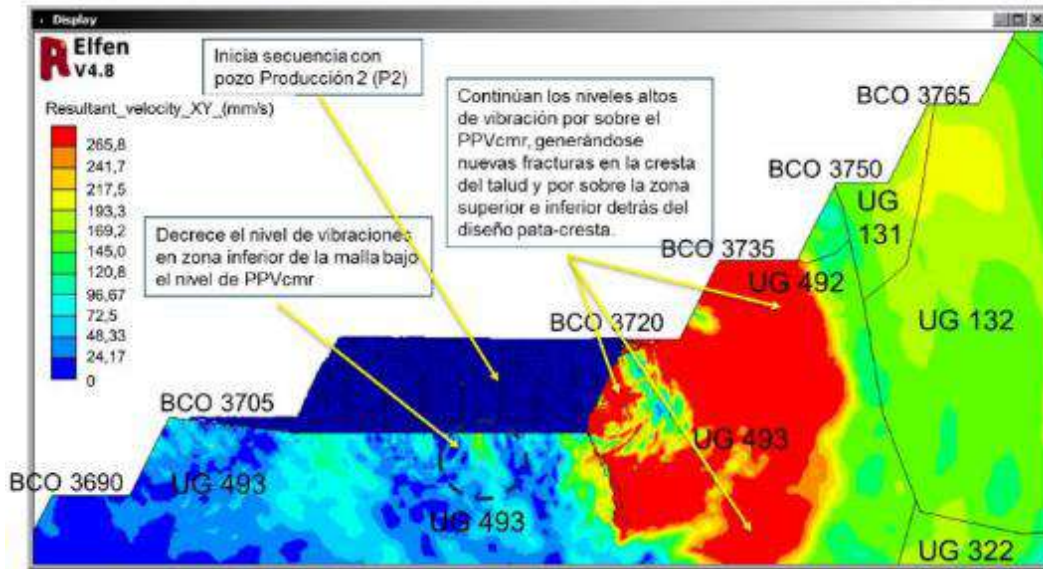 Display
Elfen
V4.8
Resultant_velocity_XY_(mm/s)
265,8
241,7
217,5
193,3
169,2
145,0
120,8
96,67
72,5
48,33
24,17
0
Inicia secuencia con
pozo Producción 2 (P2)
Decrece el nivel de vibraciones
en zona inferior de la malla bajo
el nivel de PPVcmr
Continúan los niveles altos
de vibración por sobre el
PPVcmr, generándose
nuevas fracturas en la cresta
del talud y por sobre la zona
superior e inferior detrás del
diseño pata-cresta.
BCO 3765
BCO 3750
UG
131
BCO 3735
UG 492
BCO 3720
UG 132
BCO 3705
UG 493
BCO 3690
UG 493
UG 493
UG 322